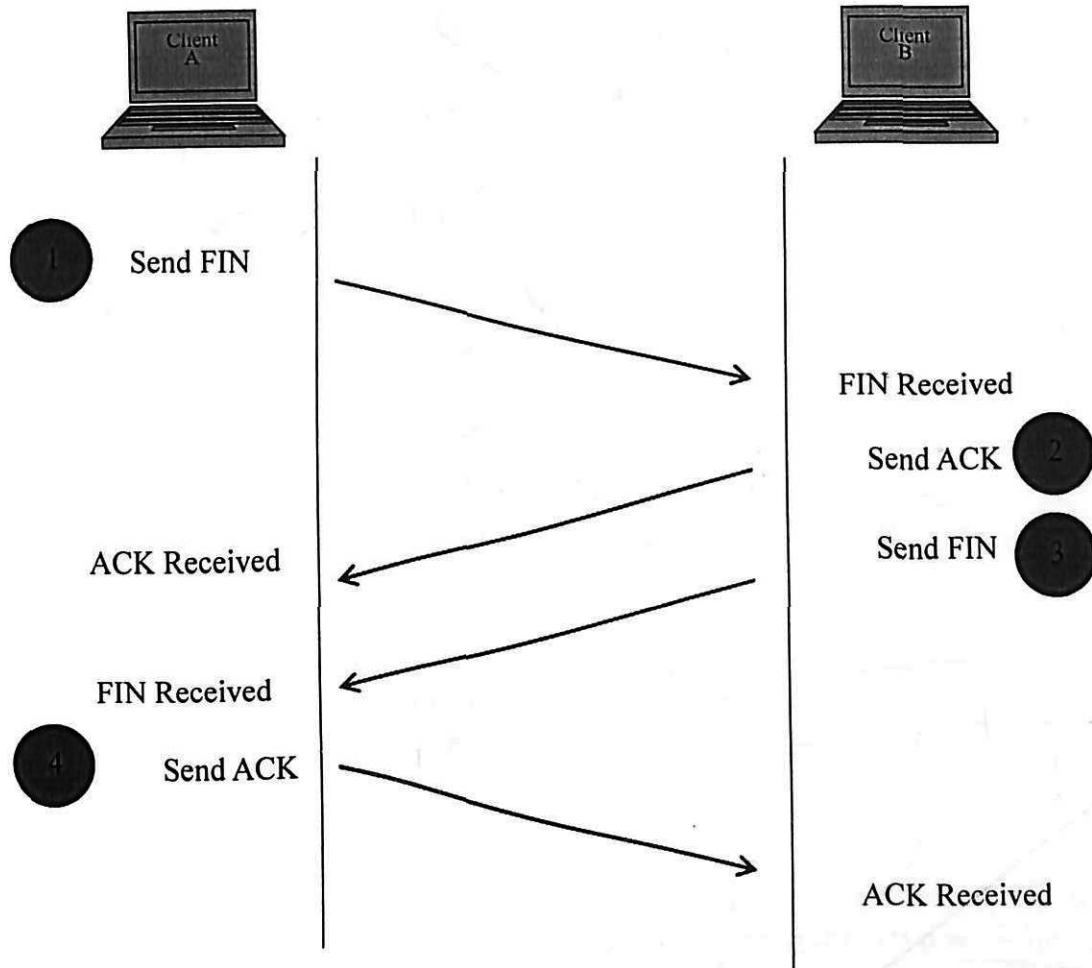 Client
A
Client
B
1
Send FIN
FIN Received
Send ACK
2
Send FIN
3
ACK Received
FIN Received
4
Send ACK
ACK Received